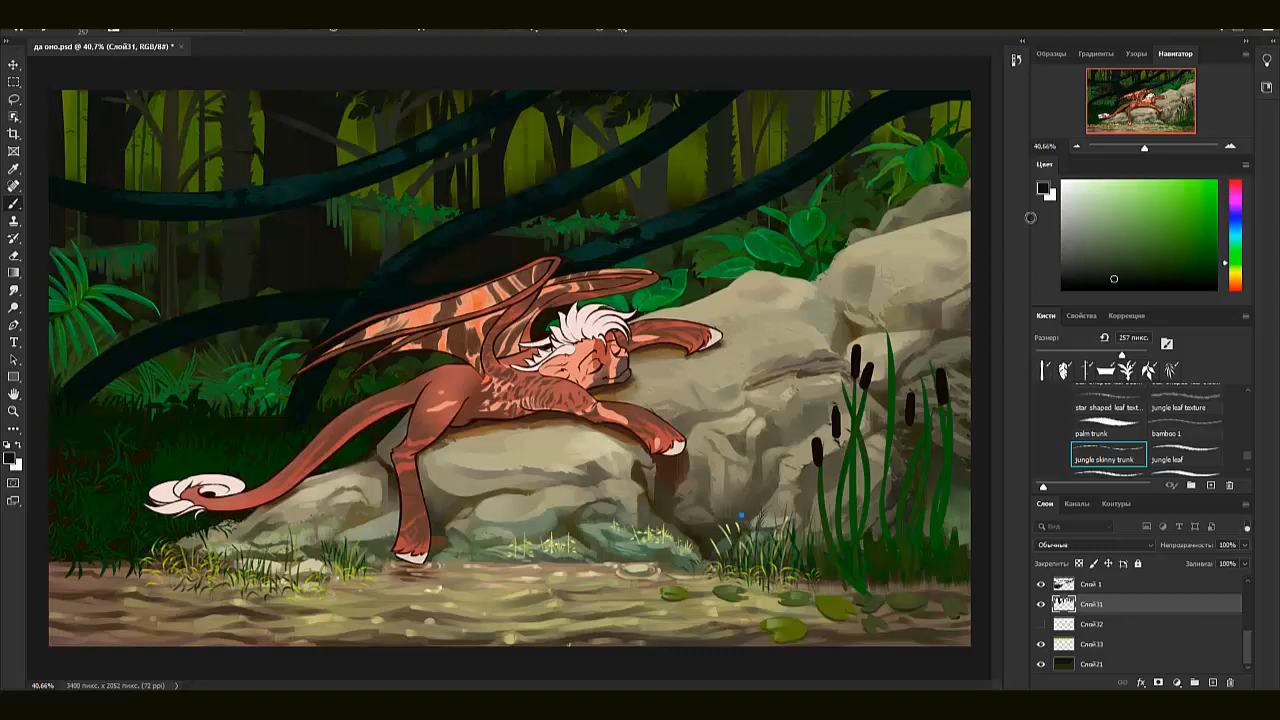 257
да оно.psd @ 40,7% (Слой31, RGB/8#) *
Образцы Градиенты Узоры Навигатор
40,66%
Цвет
Кисти Свойства Коррекция
Размер: 257 пикс.
star shaped leaf text... jungle leaf texture
palm trunk bamboo 1
jungle skinny trunk jungle leaf
Слои Каналы Контуры
Вид
Обычные Непрозрачность: 100%
Закрепить: Заливка: 100%
Слой 1
Слой31
Слой32
Слой33
Слой21
40,66% 3400 пикс. x 2052 пикс. (72 ppi)